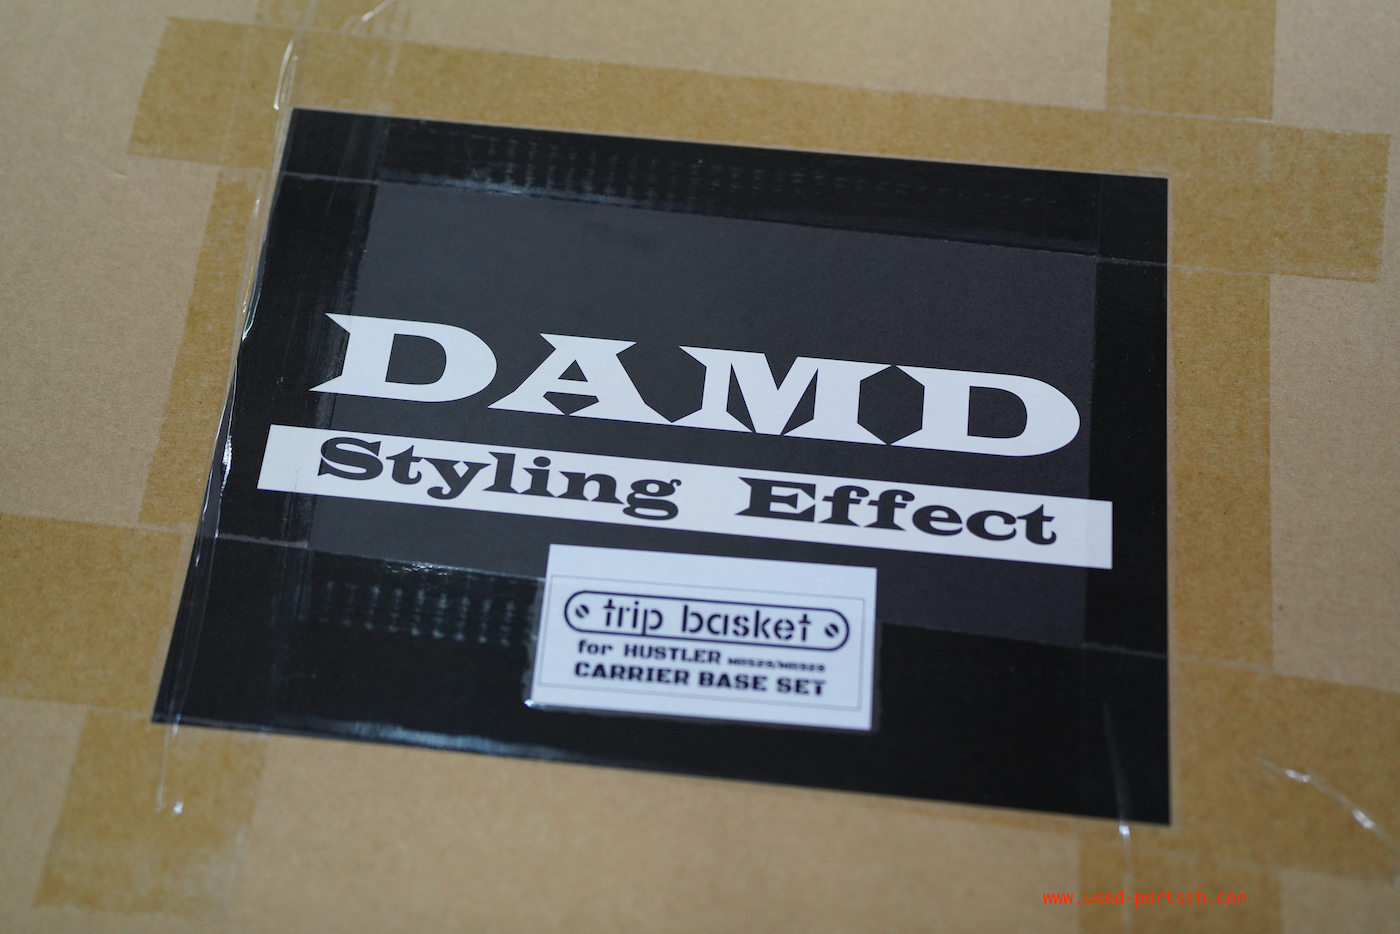 DAMD
Styling Effect
trip basket
for HUSTLER
CARRIER BASE SET
www.used-partsth.com